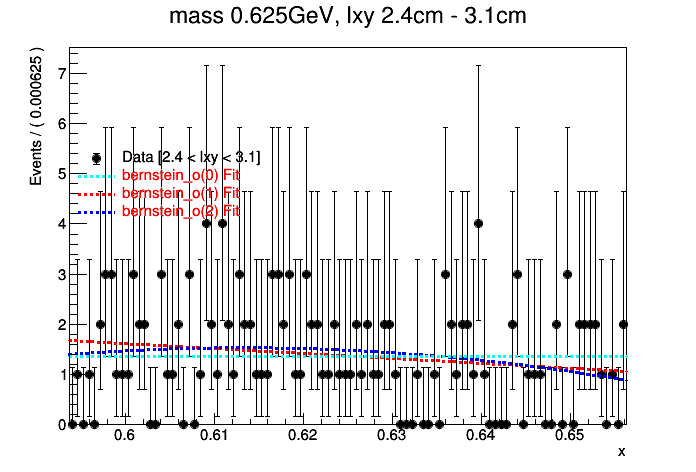 mass 0.625GeV, lxy 2.4cm - 3.1cm
Events / ( 0.000625 )
7
6
5
4
3
2
1
0
Data [2.4 < lxy < 3.1]
bernstein_o(0) Fit
bernstein_o(1) Fit
bernstein_o(2) Fit
0.6 0.61 0.62 0.63 0.64 0.65
x